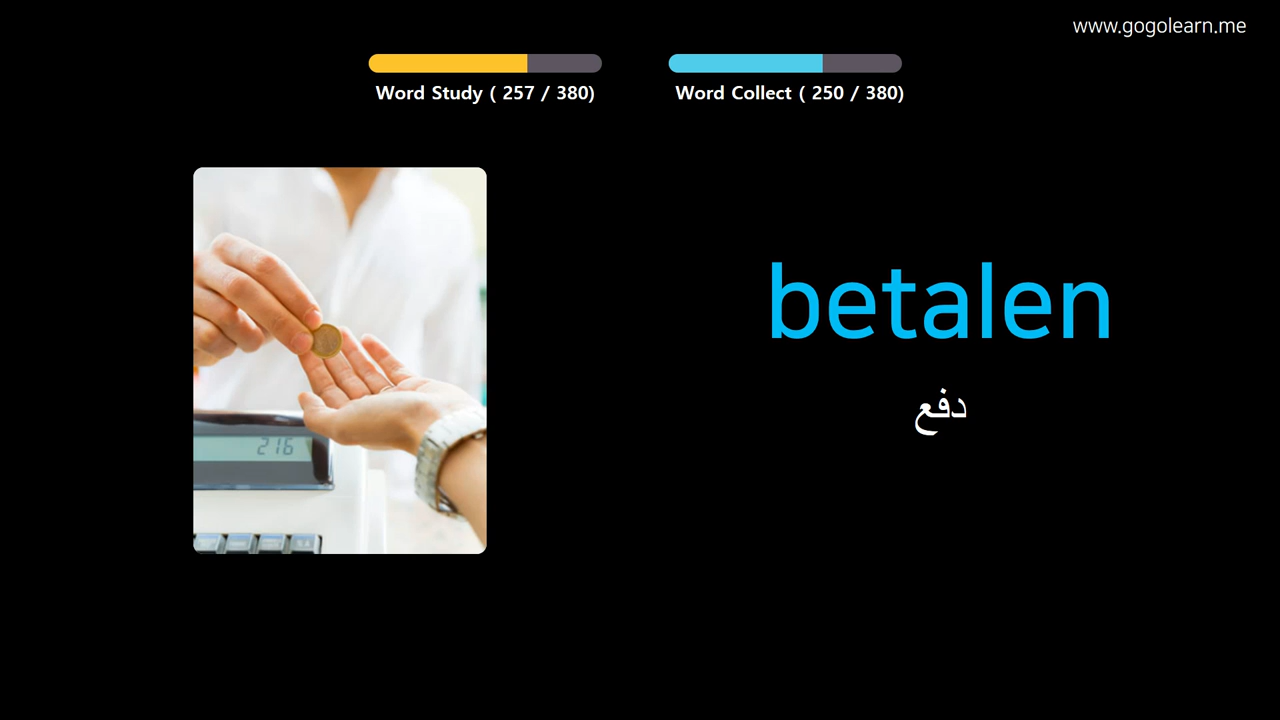 www.gogolearn.me
Word Study ( 257 / 380)
Word Collect ( 250 / 380)
216
betalen
دفع